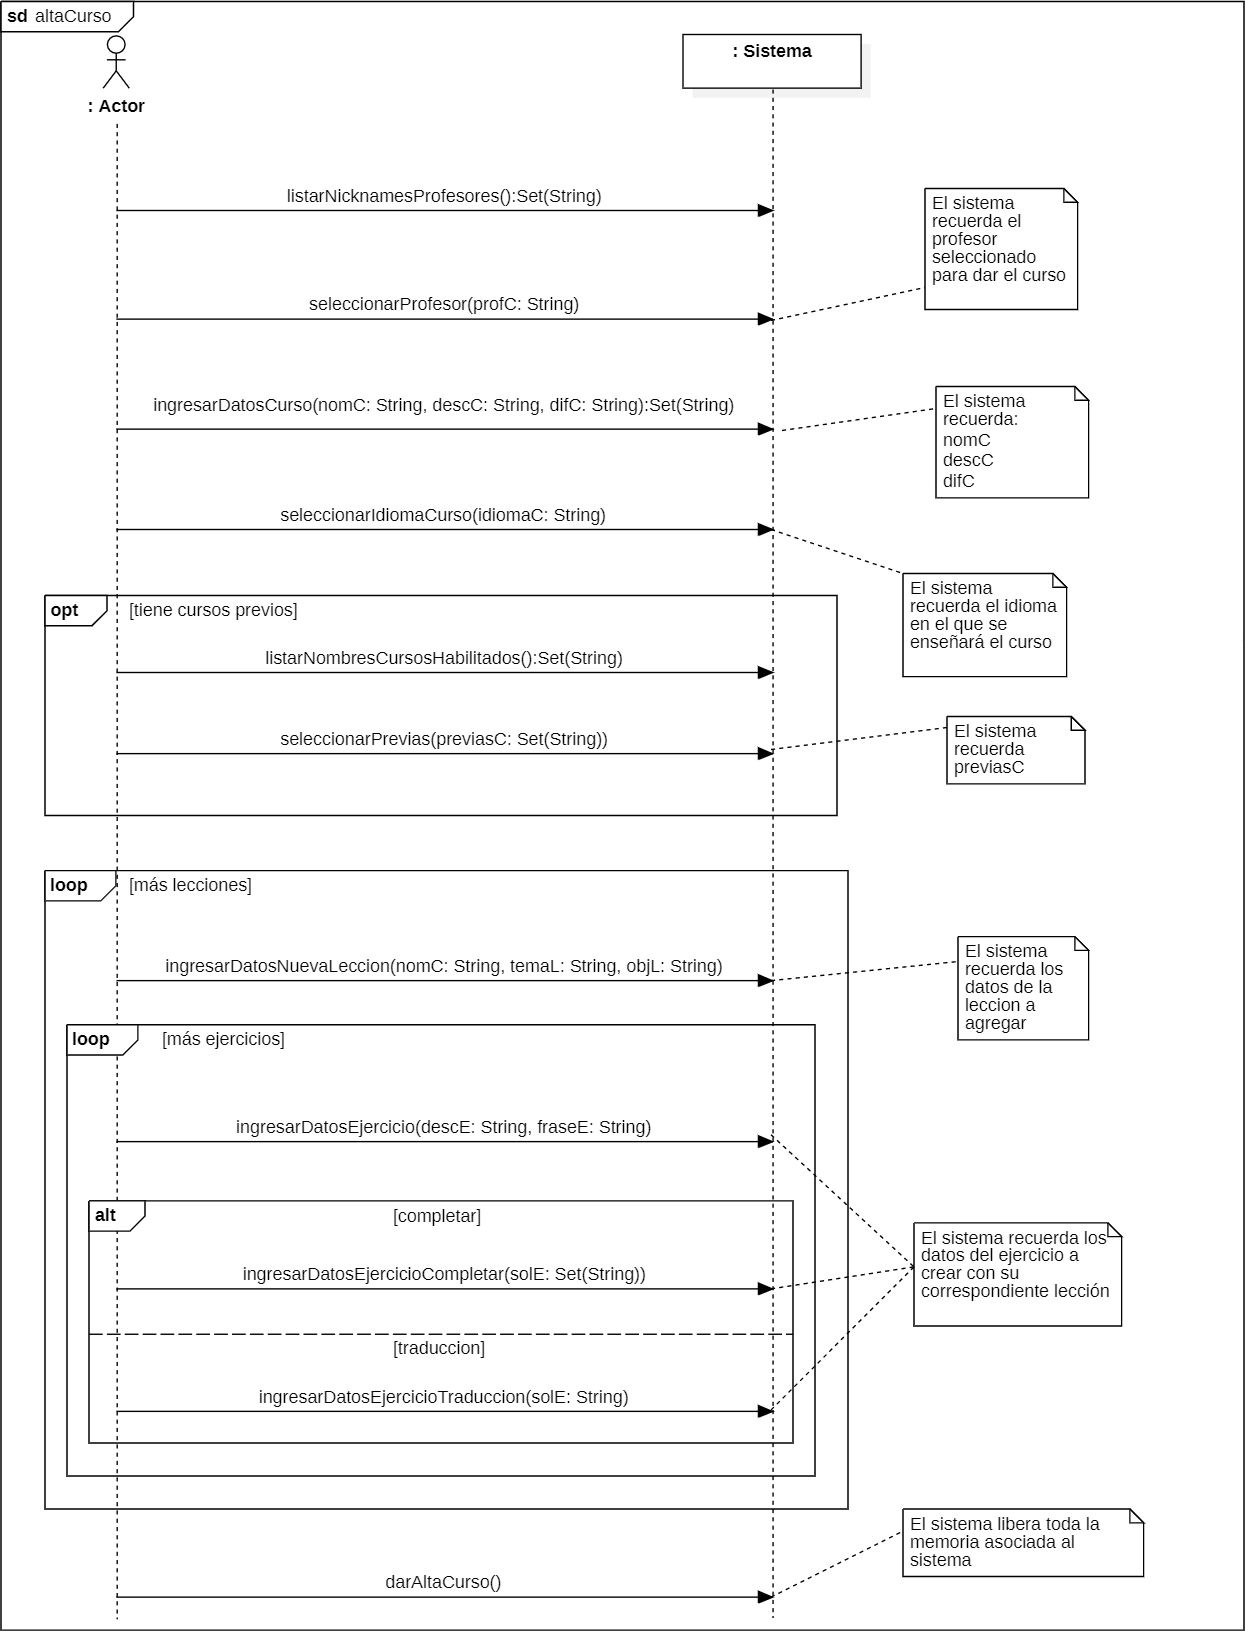 sd altaCurso
: Actor
: Sistema
listarNicknamesProfesores():Set(String)
El sistema
recuerda el
profesor
seleccionado
para dar el curso
seleccionarProfesor(profC: String)
ingresarDatosCurso(nomC: String, descC: String, difC: String):Set(String)
El sistema
recuerda:
nomC
descC
difC
seleccionarIdiomaCurso(idiomaC: String)
El sistema
recuerda el idioma
en el que se
enseñará el curso
opt [tiene cursos previos]
listarNombresCursosHabilitados():Set(String)
seleccionarPrevias(previasC: Set(String))
El sistema
recuerda
previasC
loop [más lecciones]
ingresarDatosNuevaLeccion(nomC: String, temaL: String, objL: String)
El sistema
recuerda los
datos de la
leccion a
agregar
loop [más ejercicios]
ingresarDatosEjercicio(descE: String, fraseE: String)
alt [completar]
ingresarDatosEjercicioCompletar(solE: Set(String))
El sistema recuerda los
datos del ejercicio a
crear con su
correspondiente lección
[traduccion]
ingresarDatosEjercicioTraduccion(solE: String)
El sistema libera toda la
memoria asociada al
sistema
darAltaCurso()